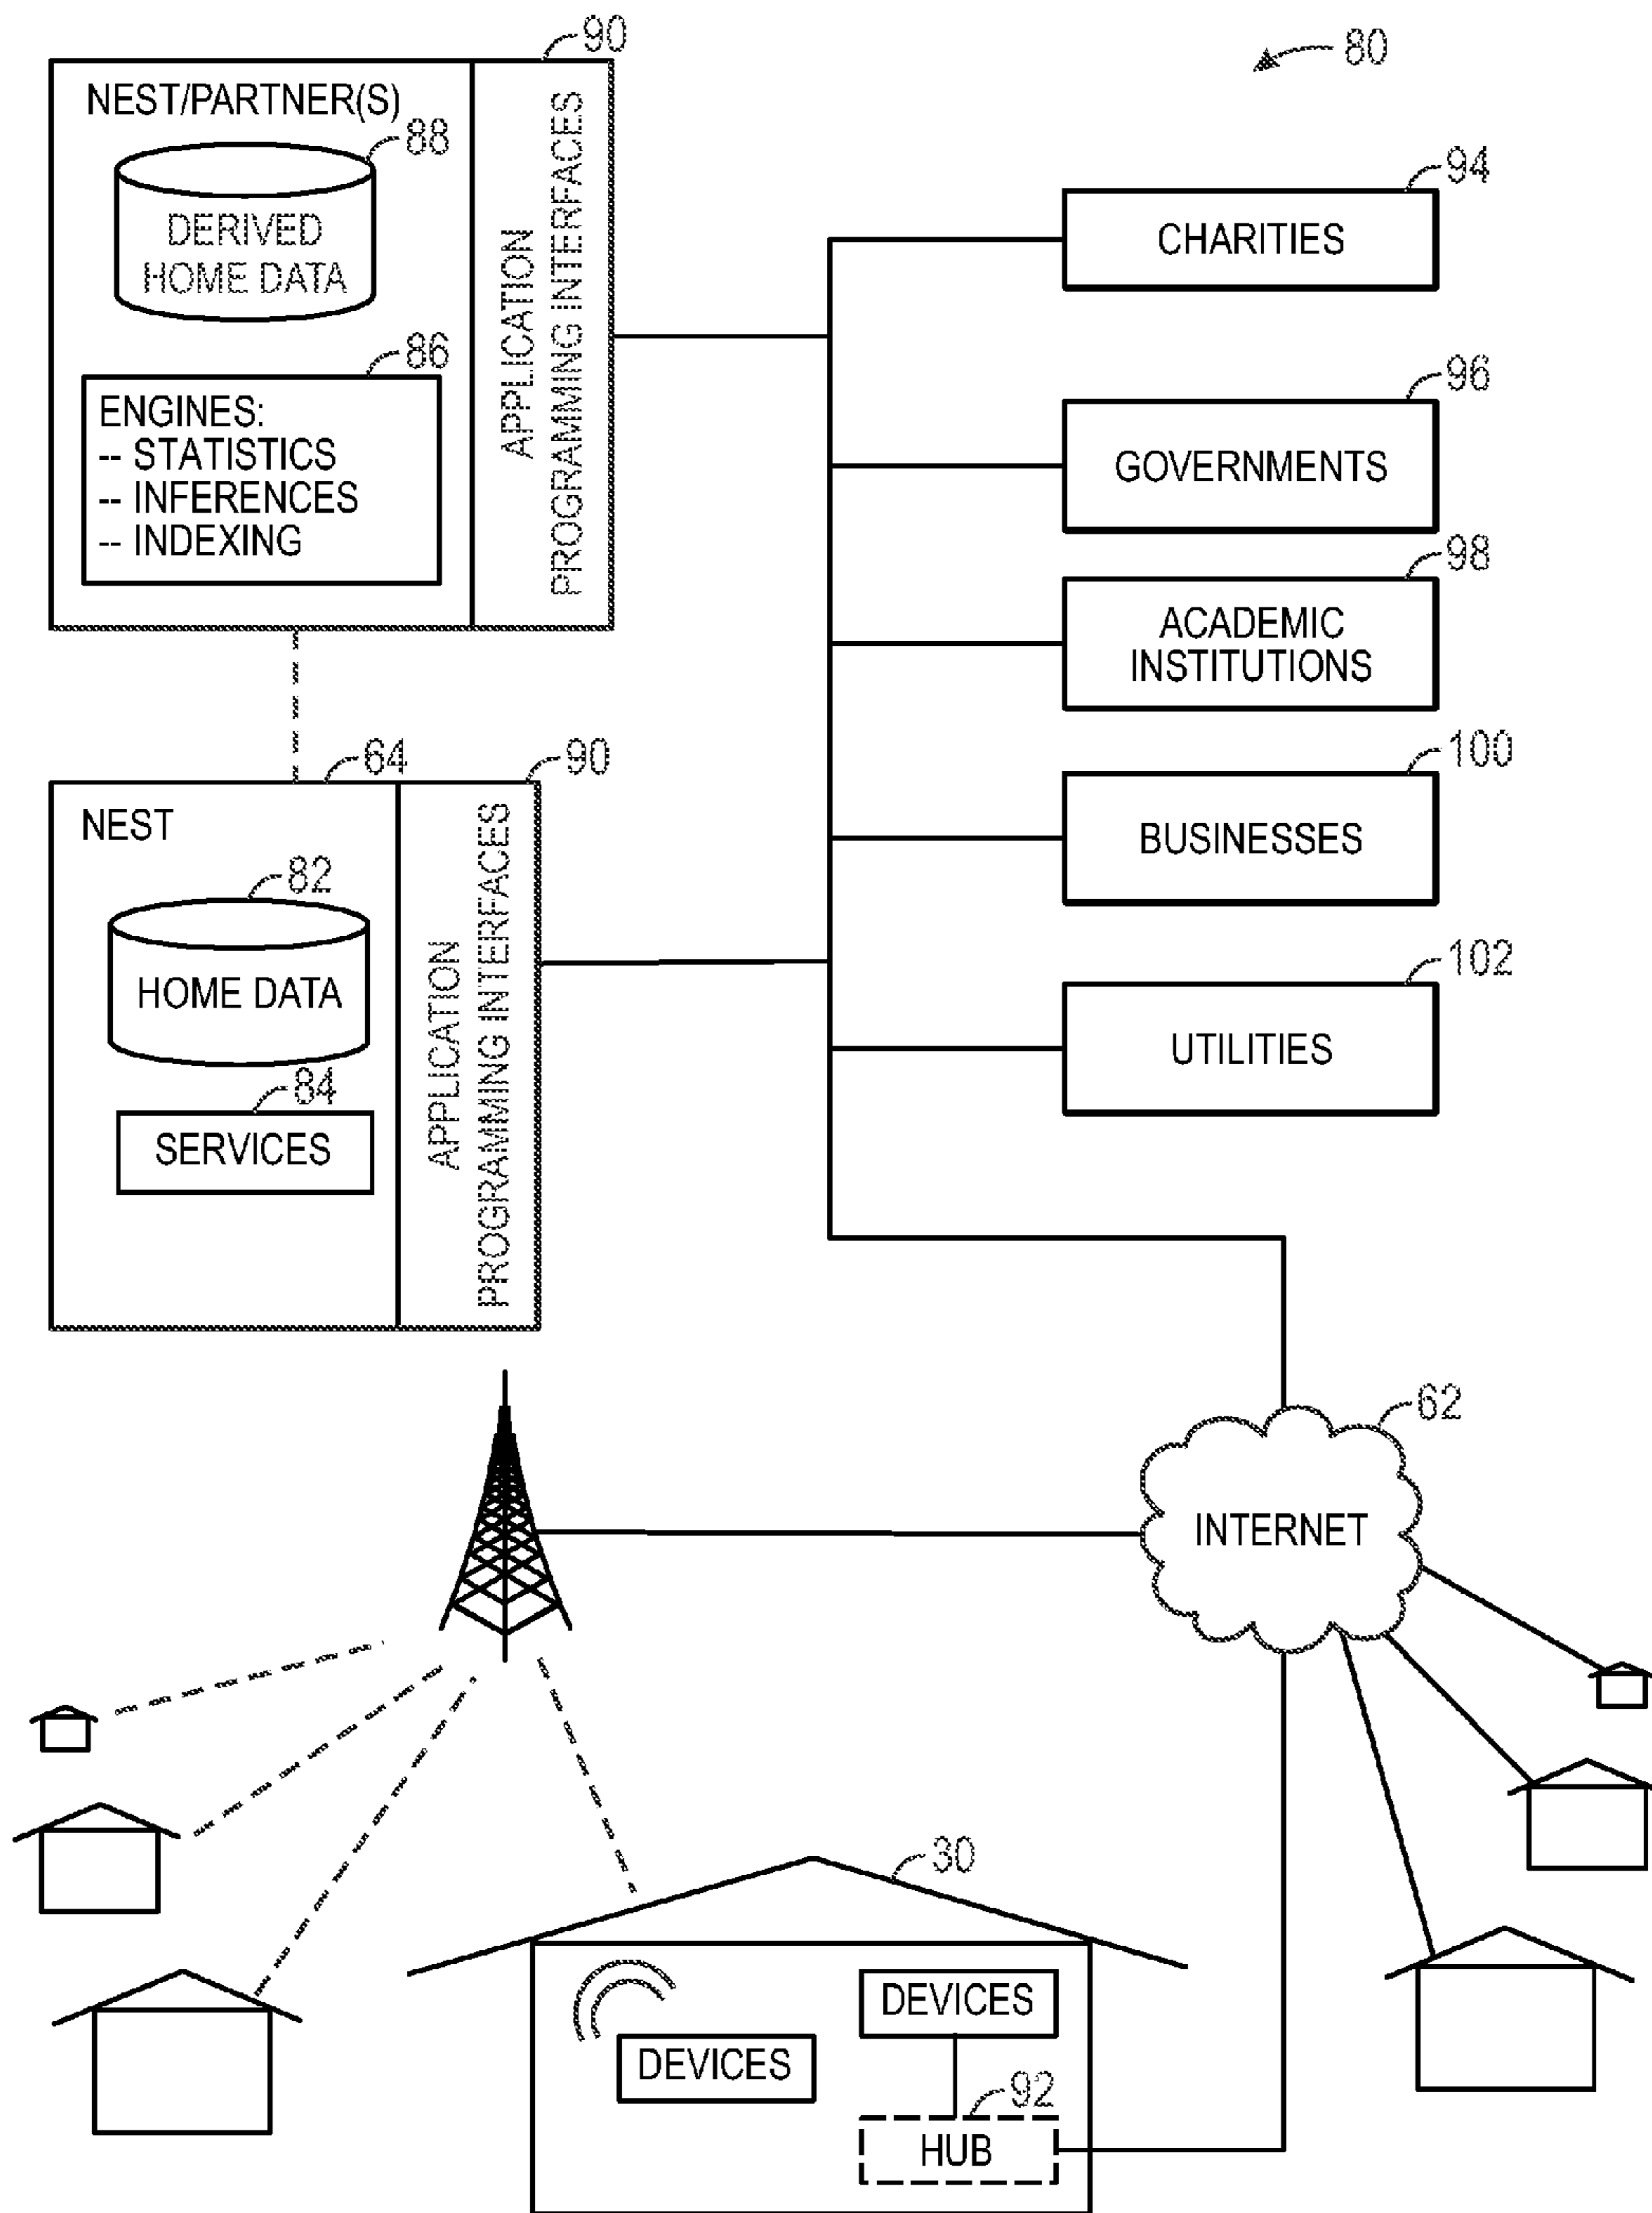 90
80
NEST/PARTNER(S)
88
DERIVED
HOME DATA
86
ENGINES:
-- STATISTICS
-- INFERENCES
-- INDEXING
APPLICATION
PROGRAMMING INTERFACES
94
CHARITIES
96
GOVERNMENTS
98
ACADEMIC
INSTITUTIONS
100
BUSINESSES
102
UTILITIES
64
90
NEST
82
HOME DATA
84
SERVICES
APPLICATION
PROGRAMMING INTERFACES
62
INTERNET
30
DEVICES
DEVICES
92
HUB